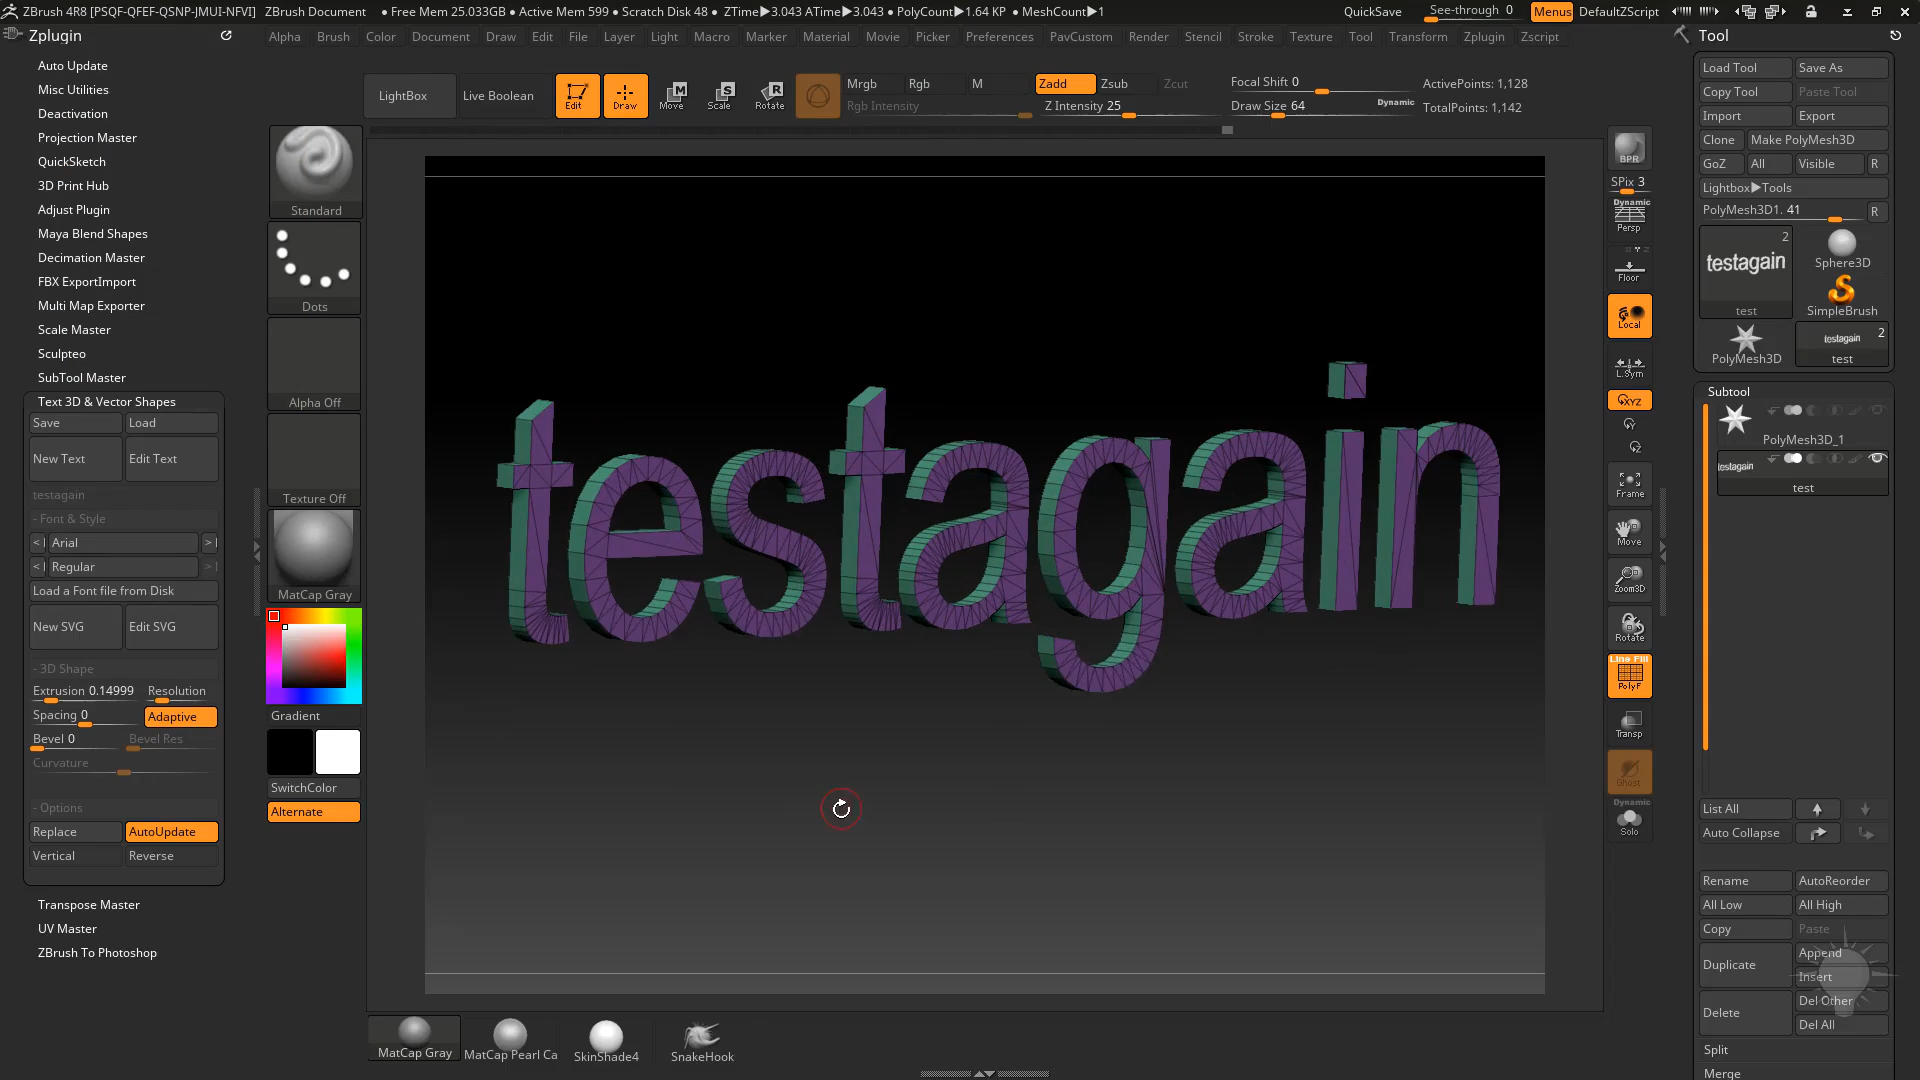 ZBrush 4R8 [PSQF-QFEF-QSNP-JMUI-NFVI] ZBrush Document ● Free Mem 25.033GB ● Active Mem 599 ● Scratch Disk 48 ● ZTime▶3.043 ATime▶3.043 ● PolyCount▶1.64 KP ● MeshCount▶1 QuickSave See-through 0 Menus DefaultZScript
Zplugin
Alpha Brush Color Document Draw Edit File Layer Light Macro Marker Material Movie Picker Preferences PavCustom Render Stencil Stroke Texture Tool Transform Zplugin Zscript
Tool
Auto Update
Misc Utilities
Deactivation
Projection Master
QuickSketch
3D Print Hub
Adjust Plugin
Maya Blend Shapes
Decimation Master
FBX ExportImport
Multi Map Exporter
Scale Master
Sculpteo
SubTool Master
Text 3D & Vector Shapes
Save Load
New Text Edit Text
testagain
- Font & Style
< Arial >
< Regular >
Load a Font file from Disk
New SVG Edit SVG
- 3D Shape
Extrusion 0.14999 Resolution
Spacing 0 Adaptive
Bevel 0 Bevel Res
Curvature
- Options
Replace AutoUpdate
Vertical Reverse
Transpose Master
UV Master
ZBrush To Photoshop
LightBox
Live Boolean
Edit
Draw
Move
Scale
Rotate
Mrgb Rgb M
Rgb Intensity
Zadd Zsub Zcut
Z Intensity 25
Focal Shift 0
Draw Size 64 Dynamic
ActivePoints: 1,128
TotalPoints: 1,142
Standard
Dots
Alpha Off
Texture Off
MatCap Gray
Gradient
SwitchColor
Alternate
testagain
MatCap Gray
MatCap Pearl Ca
SkinShade4
SnakeHook
BPR
SPix 3
Dynamic
Persp
Floor
Local
L.Sym
XYZ
Frame
Move
Zoom3D
Rotate
Line Fill
PolyF
Transp
Ghost
Dynamic
Solo
Load Tool Save As
Copy Tool Paste Tool
Import Export
Clone Make PolyMesh3D
GoZ All Visible R
Lightbox▶Tools
PolyMesh3D1. 41 R
2
testagain
test
Sphere3D
SimpleBrush
PolyMesh3D
testagain 2
test
Subtool
PolyMesh3D_1
testagain
test
List All
Auto Collapse
Rename AutoReorder
All Low All High
Copy Paste
Duplicate Append
Insert
Delete Del Other
Del All
Split
Merge